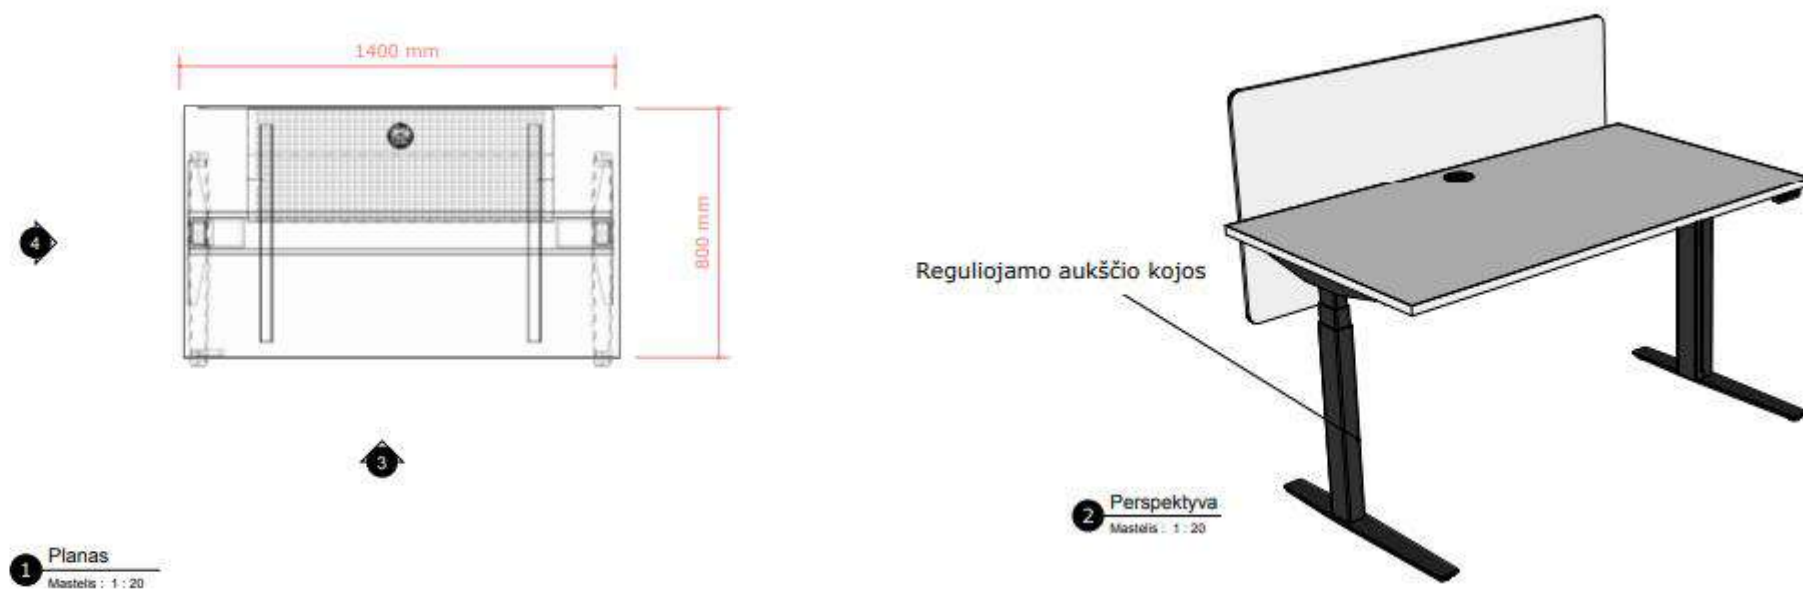 1400 mm
800 mm
4
3
1 Planas
Mastelis : 1 : 20
Reguliojamo aukščio kojos
2 Perspektyva
Mastelis : 1 : 20